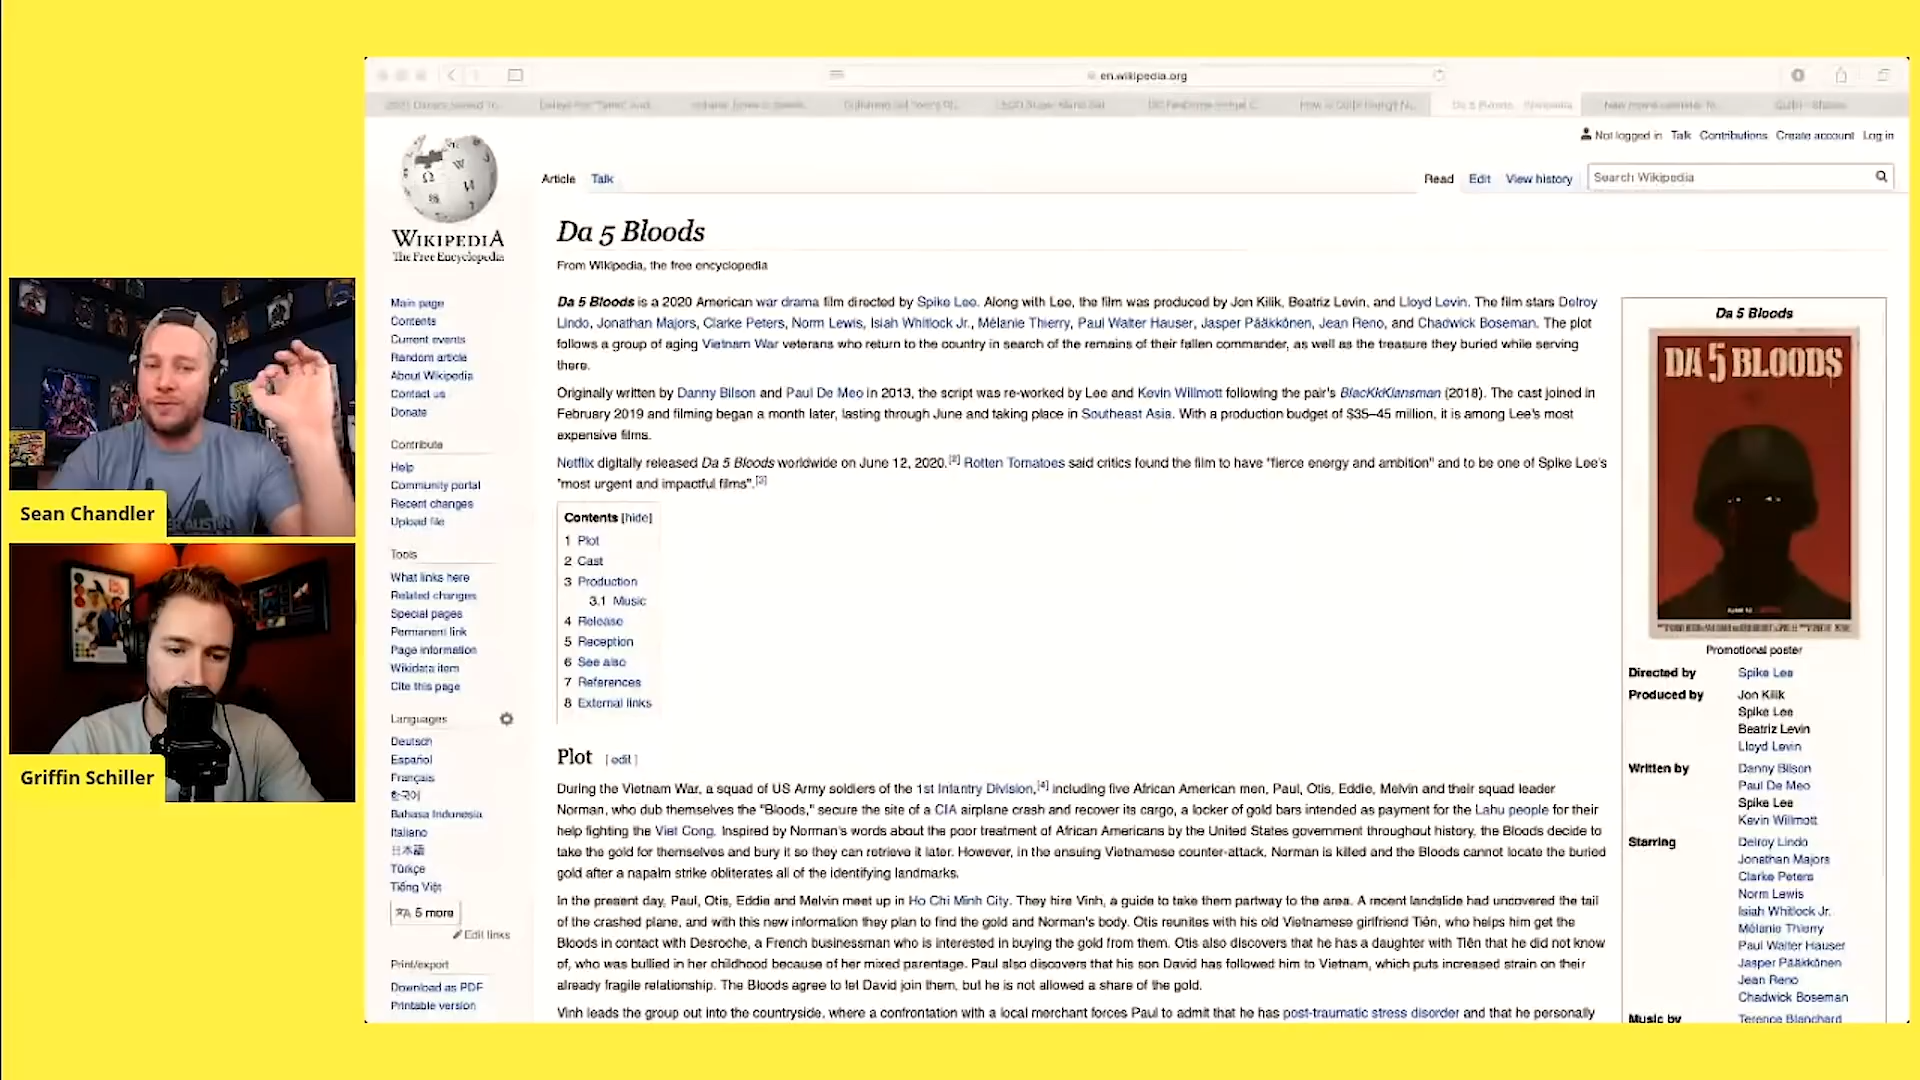 en.wikipedia.org
Da 5 Bloods - Wikipedia
Not logged in Talk Contributions Create account Log in
Article Talk
Read Edit View history
Search Wikipedia
WIKIPEDIA
The Free Encyclopedia
Da 5 Bloods
From Wikipedia, the free encyclopedia
Da 5 Bloods is a 2020 American war drama film directed by Spike Lee. Along with Lee, the film was produced by Jon Kilik, Beatriz Levin, and Lloyd Levin. The film stars Delroy
Lindo, Jonathan Majors, Clarke Peters, Norm Lewis, Isiah Whitlock Jr., Mélanie Thierry, Paul Walter Hauser, Jasper Pääkkönen, Jean Reno, and Chadwick Boseman. The plot
follows a group of aging Vietnam War veterans who return to the country in search of the remains of their fallen commander, as well as the treasure they buried while serving
there.
Originally written by Danny Bilson and Paul De Meo in 2013, the script was re-worked by Lee and Kevin Willmott following the pair's BlacKkKlansman (2018). The cast joined in
February 2019 and filming began a month later, lasting through June and taking place in Southeast Asia. With a production budget of $35–45 million, it is among Lee's most
expensive films.
Netflix digitally released Da 5 Bloods worldwide on June 12, 2020.[2] Rotten Tomatoes said critics found the film to have "fierce energy and ambition" and to be one of Spike Lee's
"most urgent and impactful films".[3]
Contents [hide]
1 Plot
2 Cast
3 Production
3.1 Music
4 Release
5 Reception
6 See also
7 References
8 External links
Plot [ edit ]
During the Vietnam War, a squad of US Army soldiers of the 1st Infantry Division,[4] including five African American men, Paul, Otis, Eddie, Melvin and their squad leader
Norman, who dub themselves the "Bloods," secure the site of a CIA airplane crash and recover its cargo, a locker of gold bars intended as payment for the Lahu people for their
help fighting the Viet Cong. Inspired by Norman's words about the poor treatment of African Americans by the United States government throughout history, the Bloods decide to
take the gold for themselves and bury it so they can retrieve it later. However, in the ensuing Vietnamese counter-attack, Norman is killed and the Bloods cannot locate the buried
gold after a napalm strike obliterates all of the identifying landmarks.
In the present day, Paul, Otis, Eddie and Melvin meet up in Ho Chi Minh City. They hire Vinh, a guide to take them partway to the area. A recent landslide had uncovered the tail
of the crashed plane, and with this new information they plan to find the gold and Norman's body. Otis reunites with his old Vietnamese girlfriend Tiên, who helps him get the
Bloods in contact with Desroche, a French businessman who is interested in buying the gold from them. Otis also discovers that he has a daughter with Tiên that he did not know
of, who was bullied in her childhood because of her mixed parentage. Paul also discovers that his son David has followed him to Vietnam, which puts increased strain on their
already fragile relationship. The Bloods agree to let David join them, but he is not allowed a share of the gold.
Vinh leads the group out into the countryside, where a confrontation with a local merchant forces Paul to admit that he has post-traumatic stress disorder and that he personally
Main page
Contents
Current events
Random article
About Wikipedia
Contact us
Donate
Contribute
Help
Community portal
Recent changes
Upload file
Tools
What links here
Related changes
Special pages
Permanent link
Page information
Wikidata item
Cite this page
Languages
Deutsch
Español
Français
한국어
Bahasa Indonesia
Italiano
日本語
Türkçe
Tiếng Việt
5 more
Edit links
Print/export
Download as PDF
Printable version
Da 5 Bloods
DA 5 BLOODS
Promotional poster
Directed by Spike Lee
Produced by Jon Kilik
Spike Lee
Beatriz Levin
Lloyd Levin
Written by Danny Bilson
Paul De Meo
Spike Lee
Kevin Willmott
Starring Delroy Lindo
Jonathan Majors
Clarke Peters
Norm Lewis
Isiah Whitlock Jr.
Mélanie Thierry
Paul Walter Hauser
Jasper Pääkkönen
Jean Reno
Chadwick Boseman
Music by Terence Blanchard
Sean Chandler
Griffin Schiller